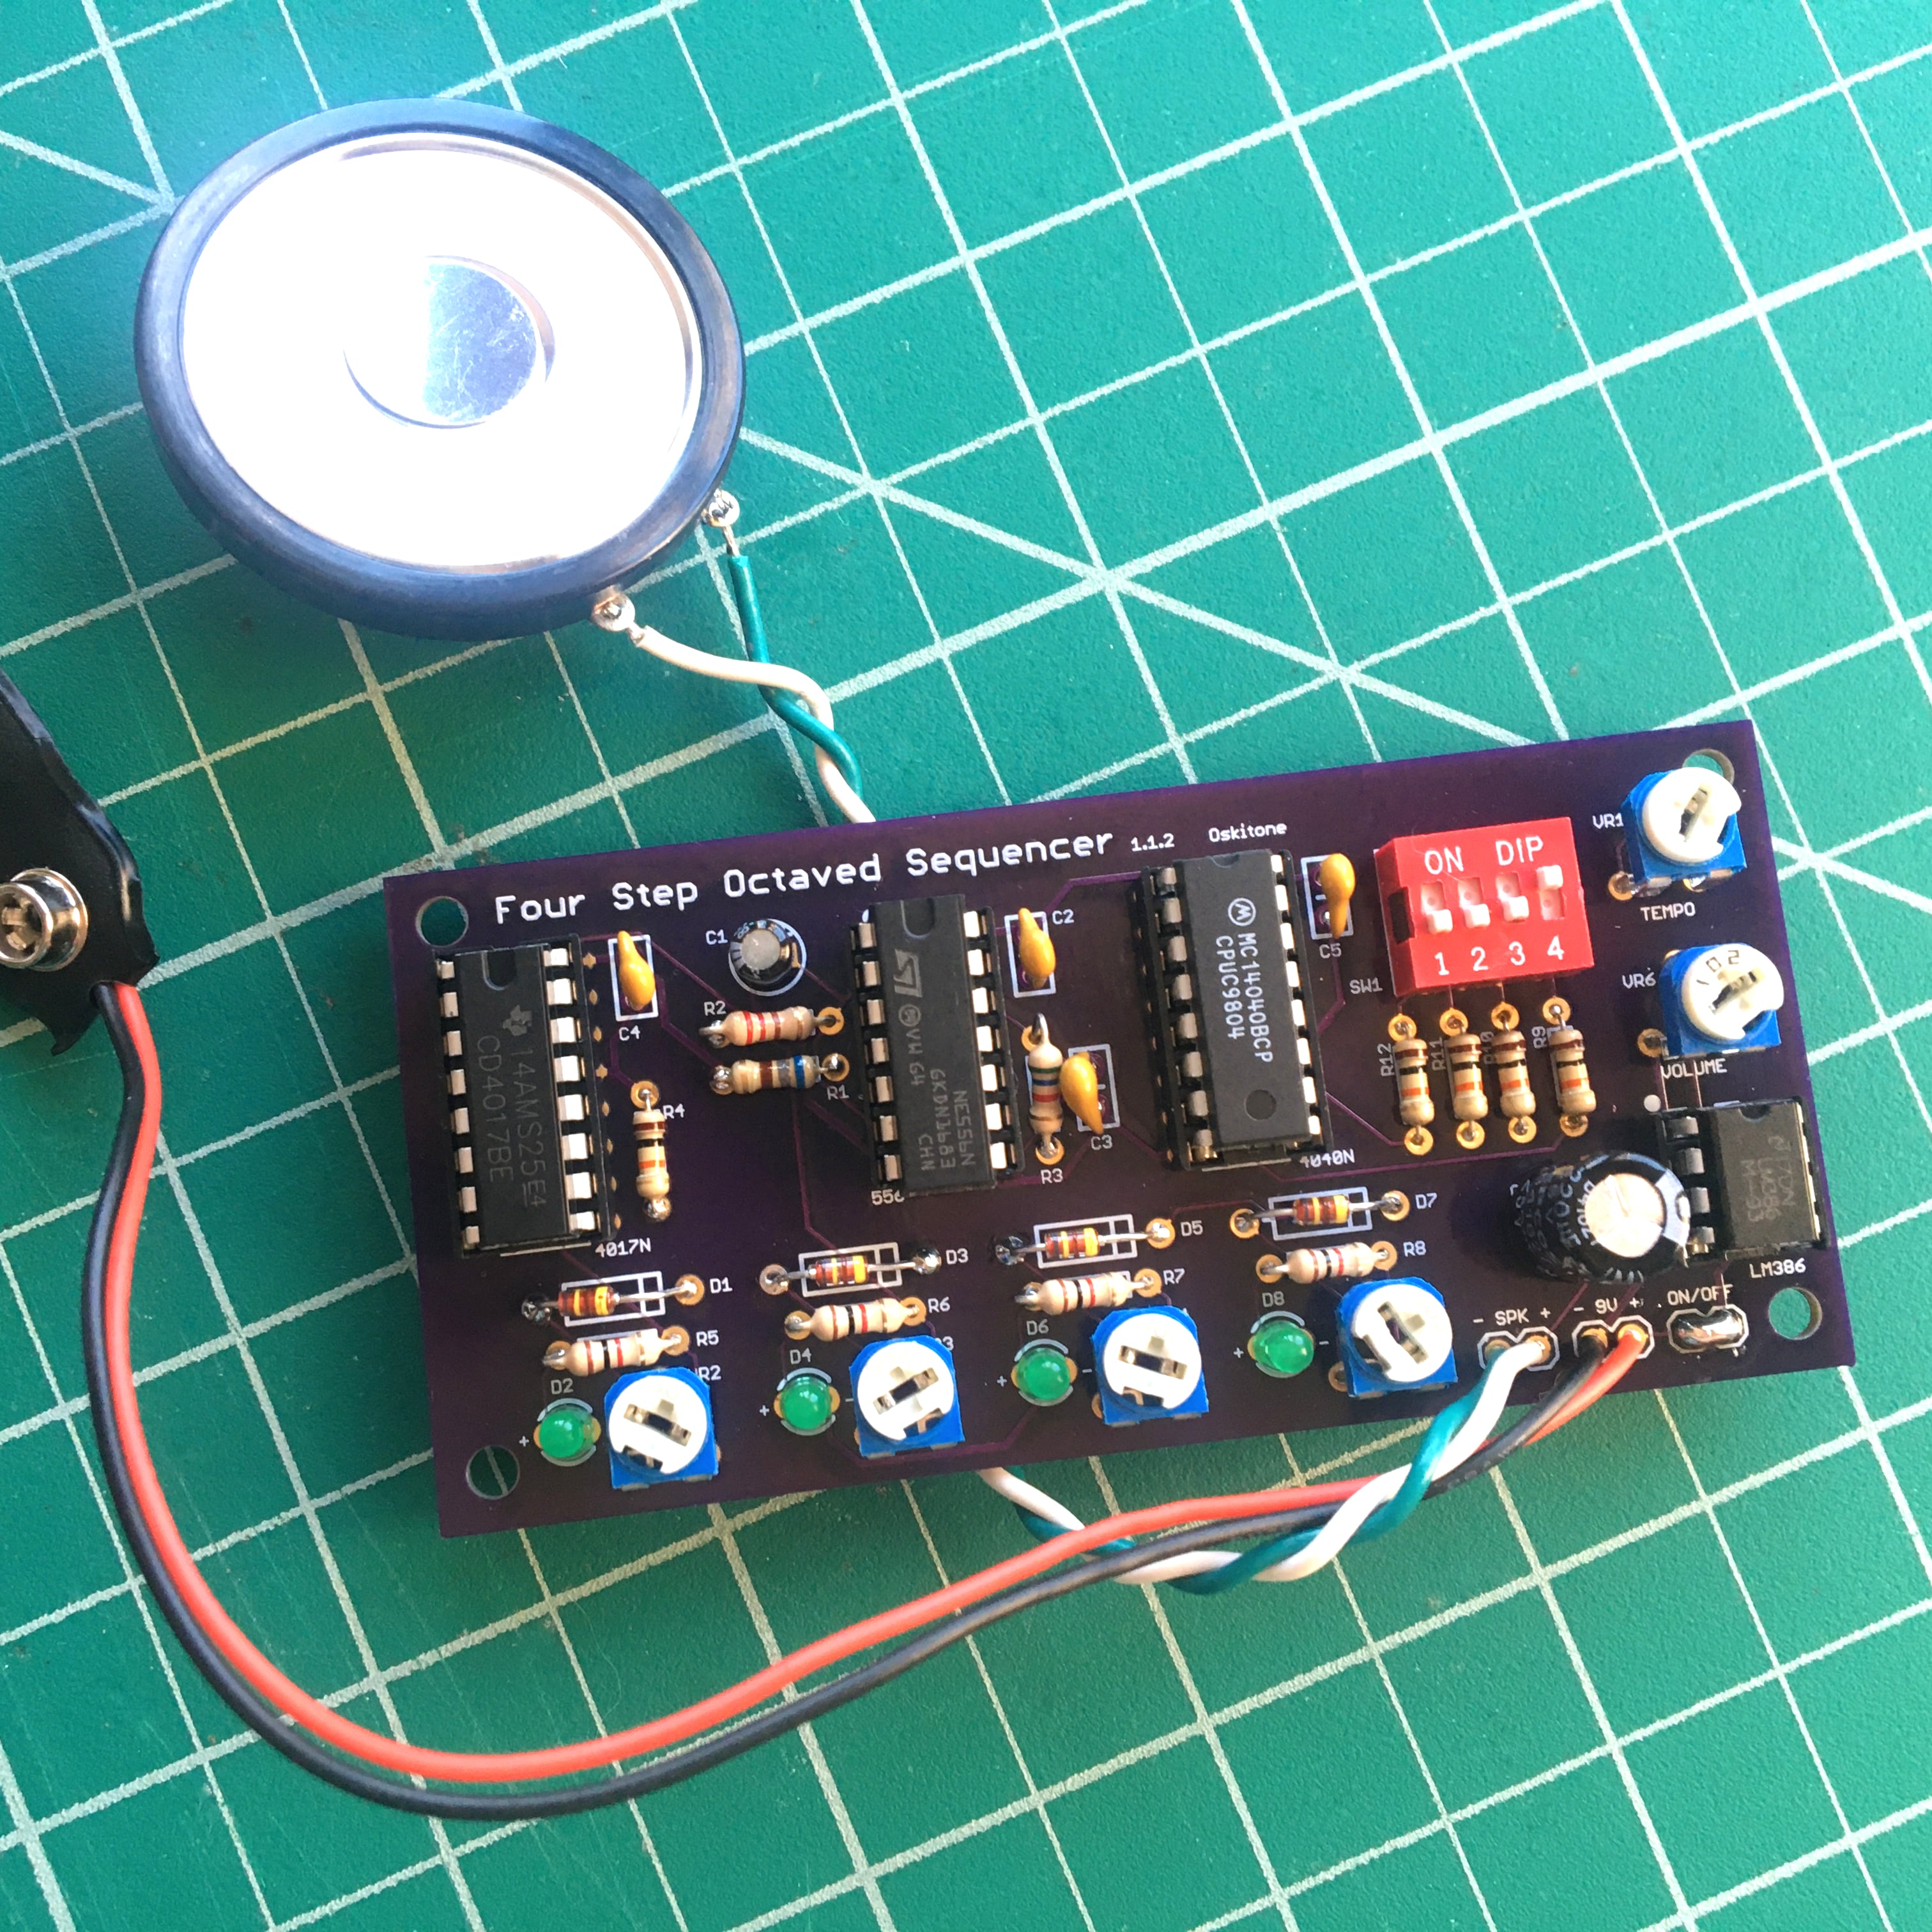 Four Step Octaved Sequencer 1.1.2 Oskitone
ON DIP
1 2 3 4
SW1
VR1
TEMPO
VR6
VOLUME
C1
C2
C4
C5
R2
R1
R4
C3
R3
14AMS25E4
CD4017BE
4017N
NE556N
GKDN1683
CHN
VW 64
MC14040BCP
CPUC9804
4040N
R12
R11
R9
D1
D3
D5
D7
R5
R6
R7
R8
D2
D4
D6
D8
R2
+
+
+
+
LM386
- SPK +
- 9V +
ON/OFF